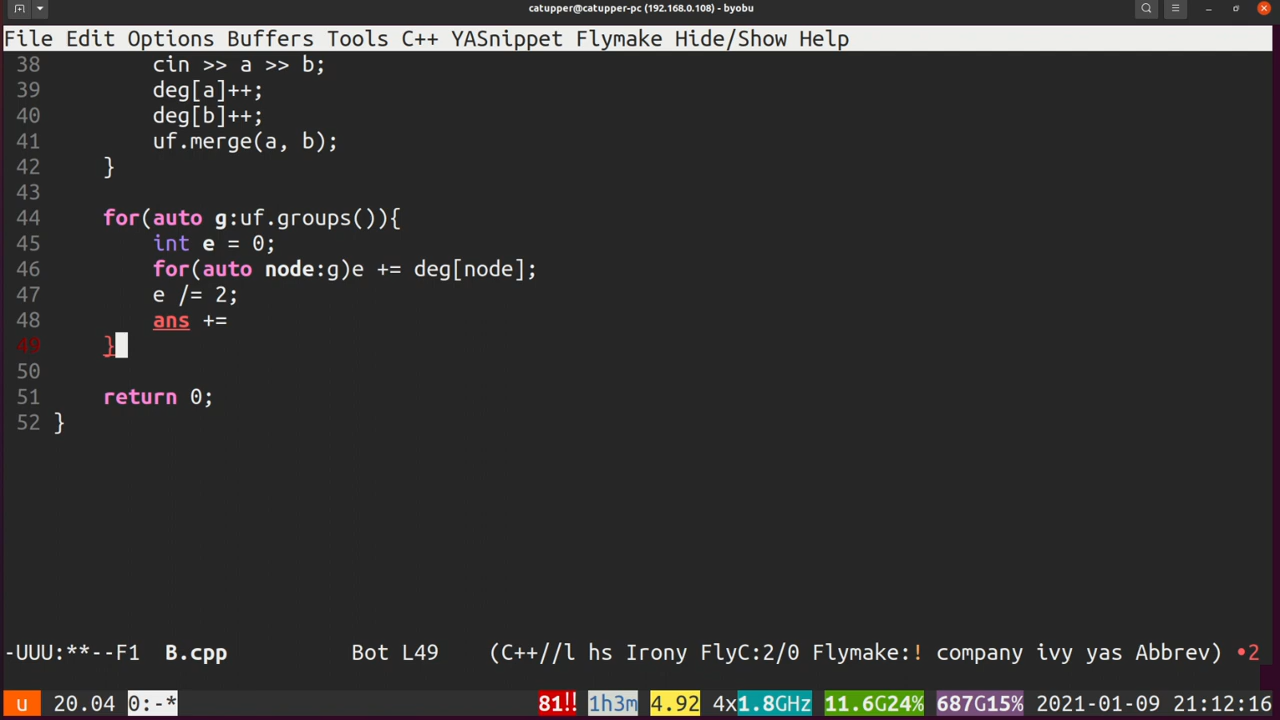 catupper@catupper-pc (192.168.0.108) - byobu
File Edit Options Buffers Tools C++ YASnippet Flymake Hide/Show Help
38         cin >> a >> b;
39         deg[a]++;
40         deg[b]++;
41         uf.merge(a, b);
42     }
43
44     for(auto g:uf.groups()){
45         int e = 0;
46         for(auto node:g)e += deg[node];
47         e /= 2;
48         ans +=
49     }
50
51     return 0;
52 }
-UUU:**--F1  B.cpp          Bot L49    (C++//l hs Irony FlyC:2/0 Flymake:! company ivy yas Abbrev) •2
u 20.04 0:-* 81!! 1h3m 4.92 4x1.8GHz 11.6G24% 687G15% 2021-01-09 21:12:16